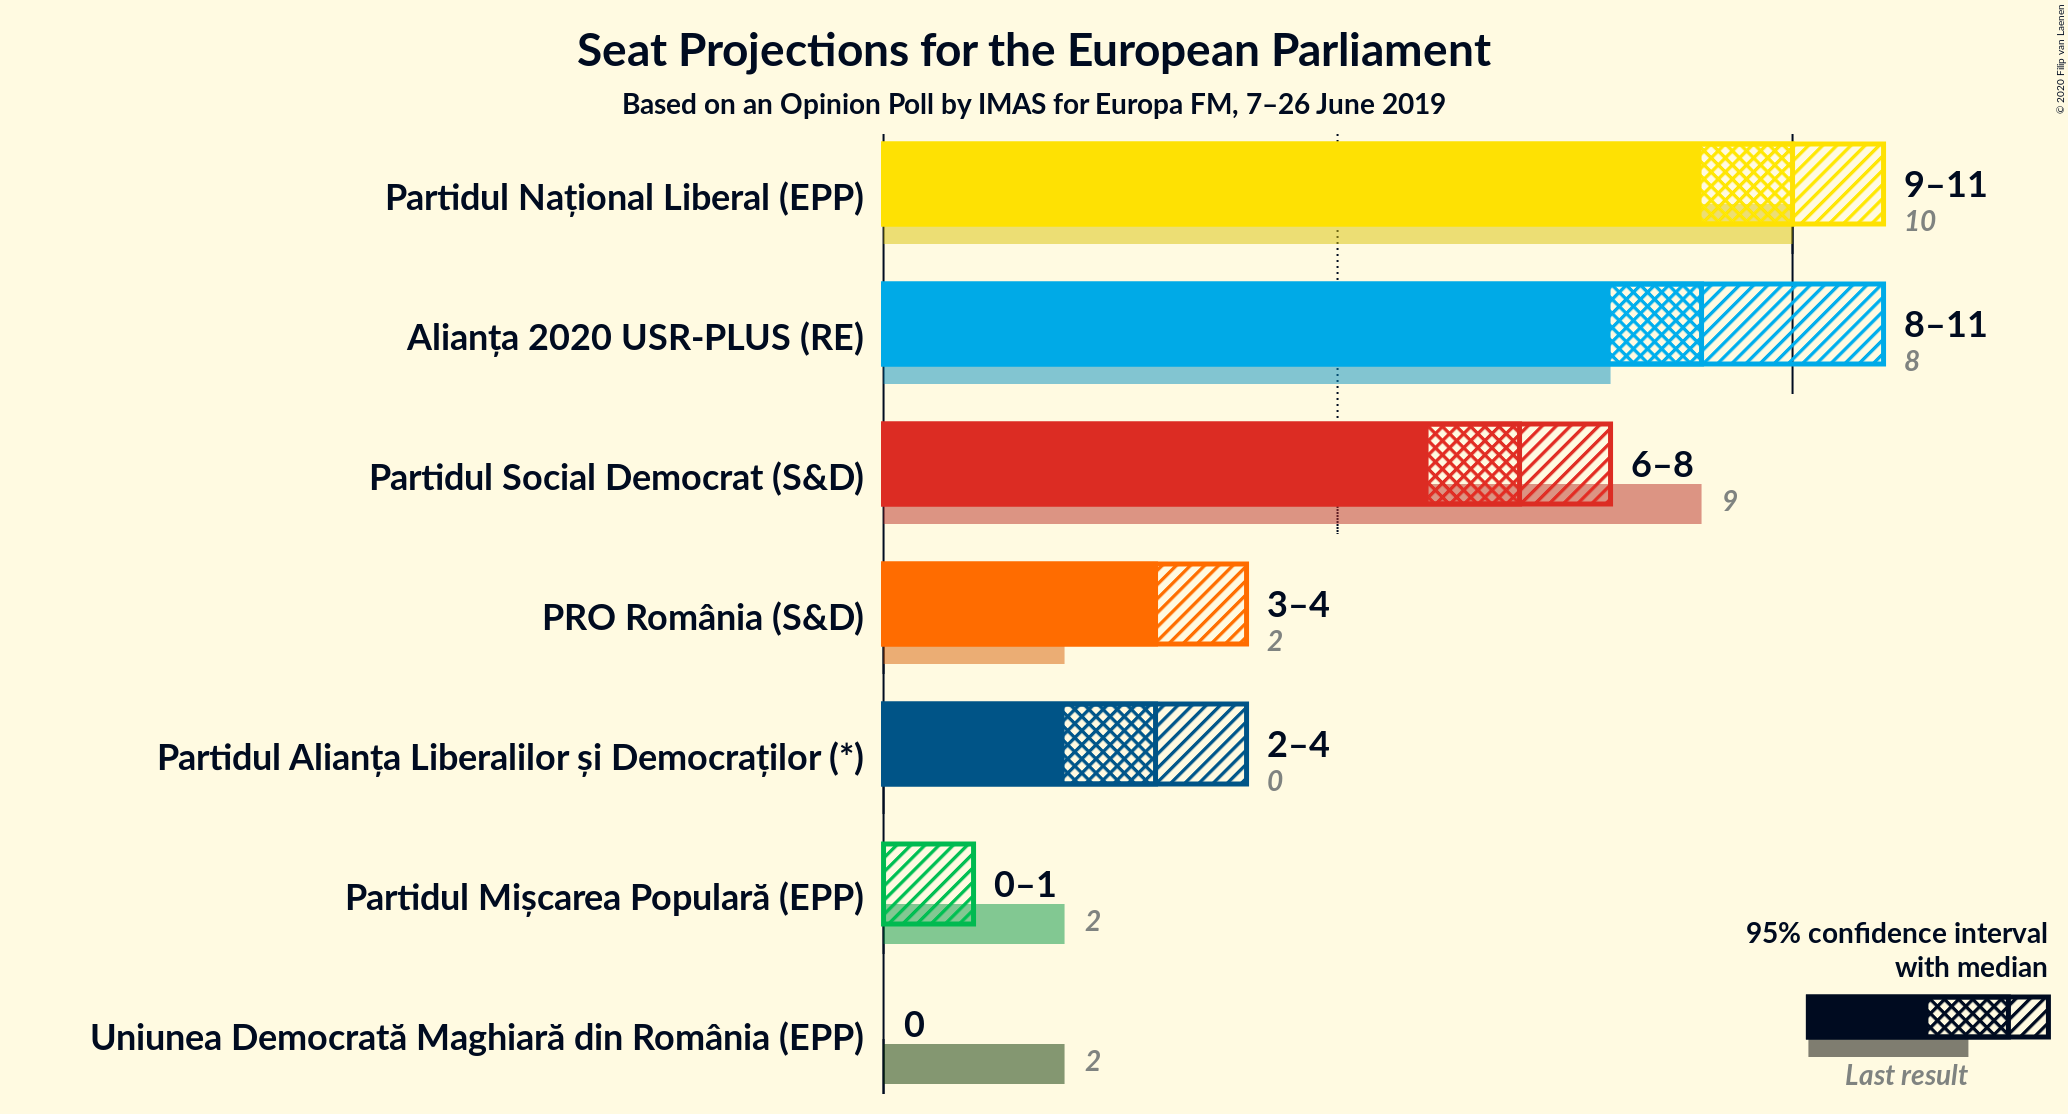 Seat Projections for the European Parliament
Based on an Opinion Poll by IMAS for Europa FM, 7–26 June 2019
© 2020 Filip van Laenen
Partidul Național Liberal (EPP)
9–11
10
Alianța 2020 USR-PLUS (RE)
8–11
8
Partidul Social Democrat (S&D)
6–8
9
PRO România (S&D)
3–4
2
Partidul Alianța Liberalilor și Democraților (*)
2–4
0
Partidul Mișcarea Populară (EPP)
0–1
2
Uniunea Democrată Maghiară din România (EPP)
0
2
95% confidence interval
with median
Last result